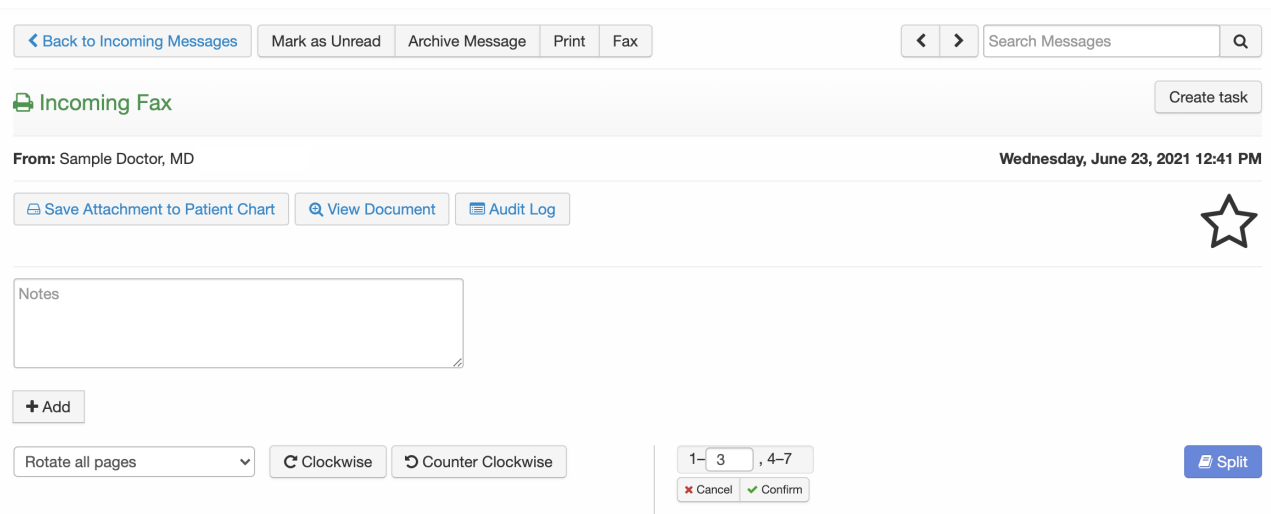 Back to Incoming Messages Mark as Unread Archive Message Print Fax Search Messages
Incoming Fax Create task
From: Sample Doctor, MD Wednesday, June 23, 2021 12:41 PM
Save Attachment to Patient Chart View Document Audit Log
Notes
Add
Rotate all pages Clockwise Counter Clockwise 1– 3 , 4–7 Split
Cancel Confirm